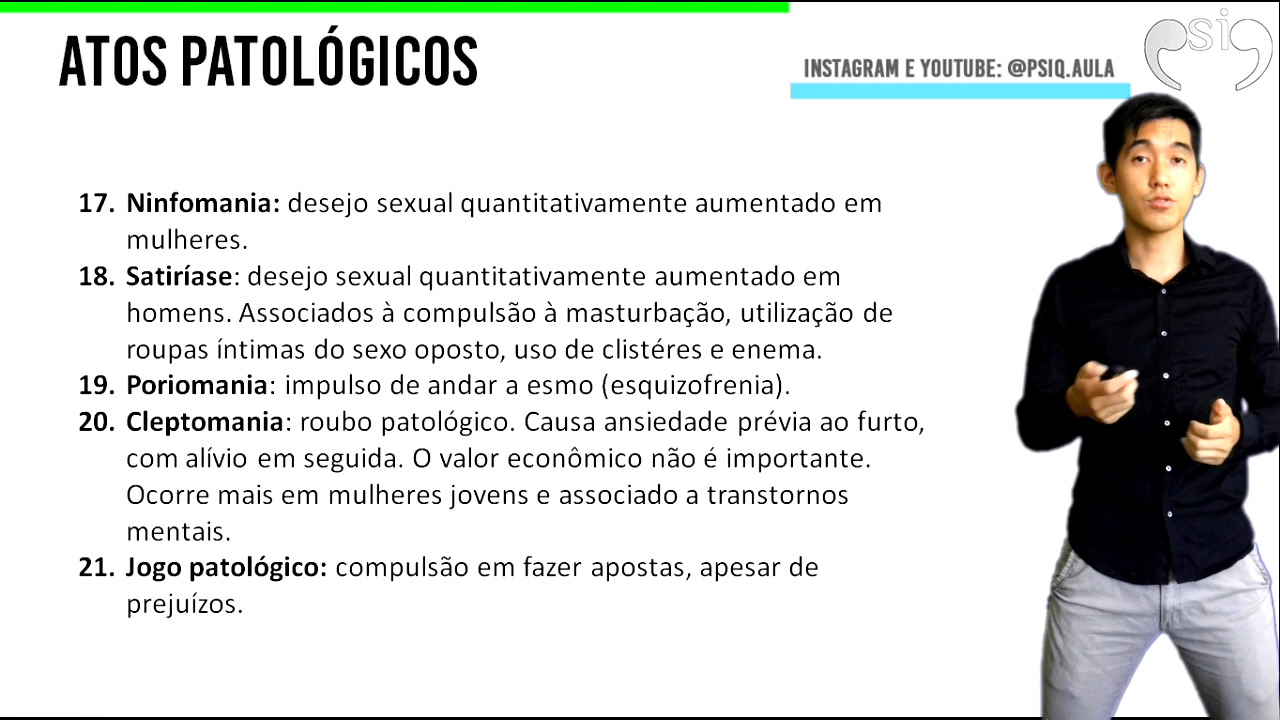 ATOS PATOLÓGICOS
INSTAGRAM E YOUTUBE: @PSIQ.AULA
psiq
17. Ninfomania: desejo sexual quantitativamente aumentado em
mulheres.
18. Satiríase: desejo sexual quantitativamente aumentado em
homens. Associados à compulsão à masturbação, utilização de
roupas íntimas do sexo oposto, uso de clistéres e enema.
19. Poriomania: impulso de andar a esmo (esquizofrenia).
20. Cleptomania: roubo patológico. Causa ansiedade prévia ao furto,
com alívio em seguida. O valor econômico não é importante.
Ocorre mais em mulheres jovens e associado a transtornos
mentais.
21. Jogo patológico: compulsão em fazer apostas, apesar de
prejuízos.